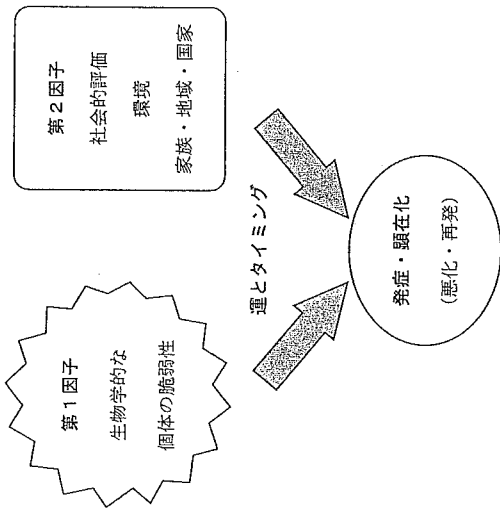 第1因子
生物学的な
個体の脆弱性
第2因子
社会的評価
環境
家族・地域・国家
運とタイミング
発症・顕在化
(悪化・再発)